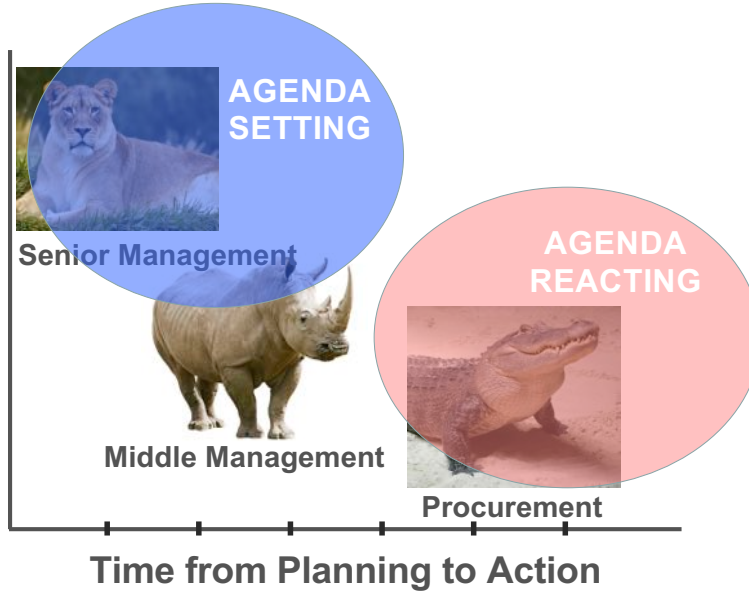 AGENDA
SETTING
Senior Management
AGENDA
REACTING
Middle Management
Procurement
Time from Planning to Action